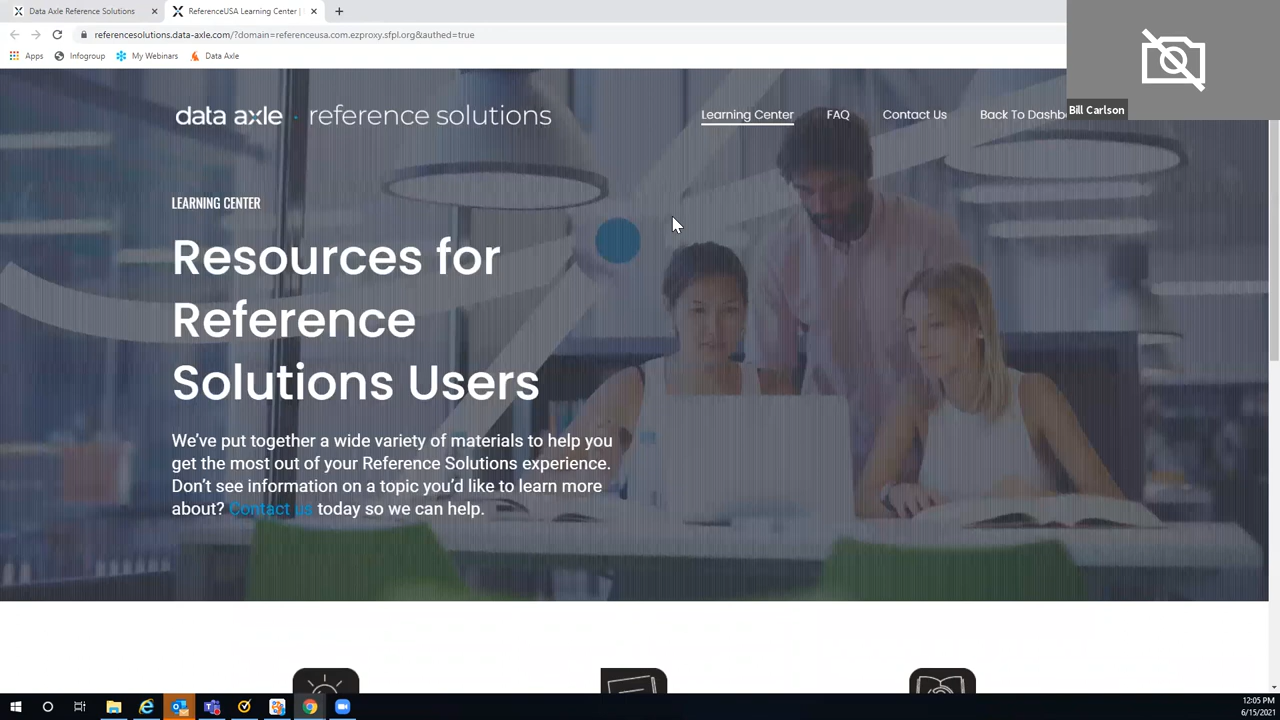 Data Axle Reference Solutions
ReferenceUSA Learning Center |
referencesolutions.data-axle.com/?domain=referenceusa.com.ezproxy.sfpl.org&authed=true
Apps
Infogroup
My Webinars
Data Axle
Bill Carlson
data axle · reference solutions
Learning Center
FAQ
Contact Us
Back To Dashb
LEARNING CENTER
Resources for
Reference
Solutions Users
We've put together a wide variety of materials to help you
get the most out of your Reference Solutions experience.
Don't see information on a topic you'd like to learn more
about? Contact us today so we can help.
12:05 PM
6/15/2021